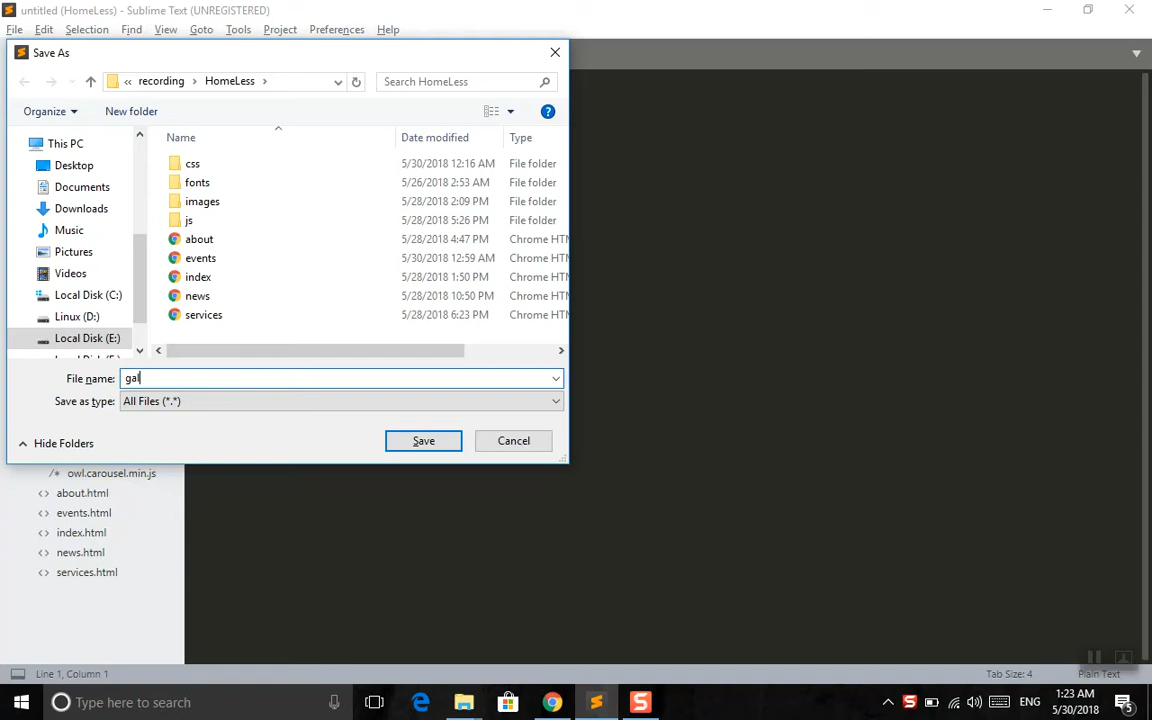 untitled (HomeLess) - Sublime Text (UNREGISTERED)
File Edit Selection Find View Goto Tools Project Preferences Help
Save As
« recording HomeLess
Search HomeLess
Organize New folder
This PC
Desktop
Documents
Downloads
Music
Pictures
Videos
Local Disk (C:)
Linux (D:)
Local Disk (E:)
Name Date modified Type
css 5/30/2018 12:16 AM File folder
fonts 5/26/2018 2:53 AM File folder
images 5/28/2018 2:09 PM File folder
js 5/28/2018 5:26 PM File folder
about 5/28/2018 4:47 PM Chrome HTM
events 5/30/2018 12:59 AM Chrome HTM
index 5/28/2018 1:50 PM Chrome HTM
news 5/28/2018 10:50 PM Chrome HTM
services 5/28/2018 6:23 PM Chrome HTM
File name: gal
Save as type: All Files (*.*)
Hide Folders
Save Cancel
/* owl.carousel.min.js
<> about.html
<> events.html
<> index.html
<> news.html
<> services.html
Line 1, Column 1
Tab Size: 4 Plain Text
Type here to search
ENG
1:23 AM
5/30/2018
5